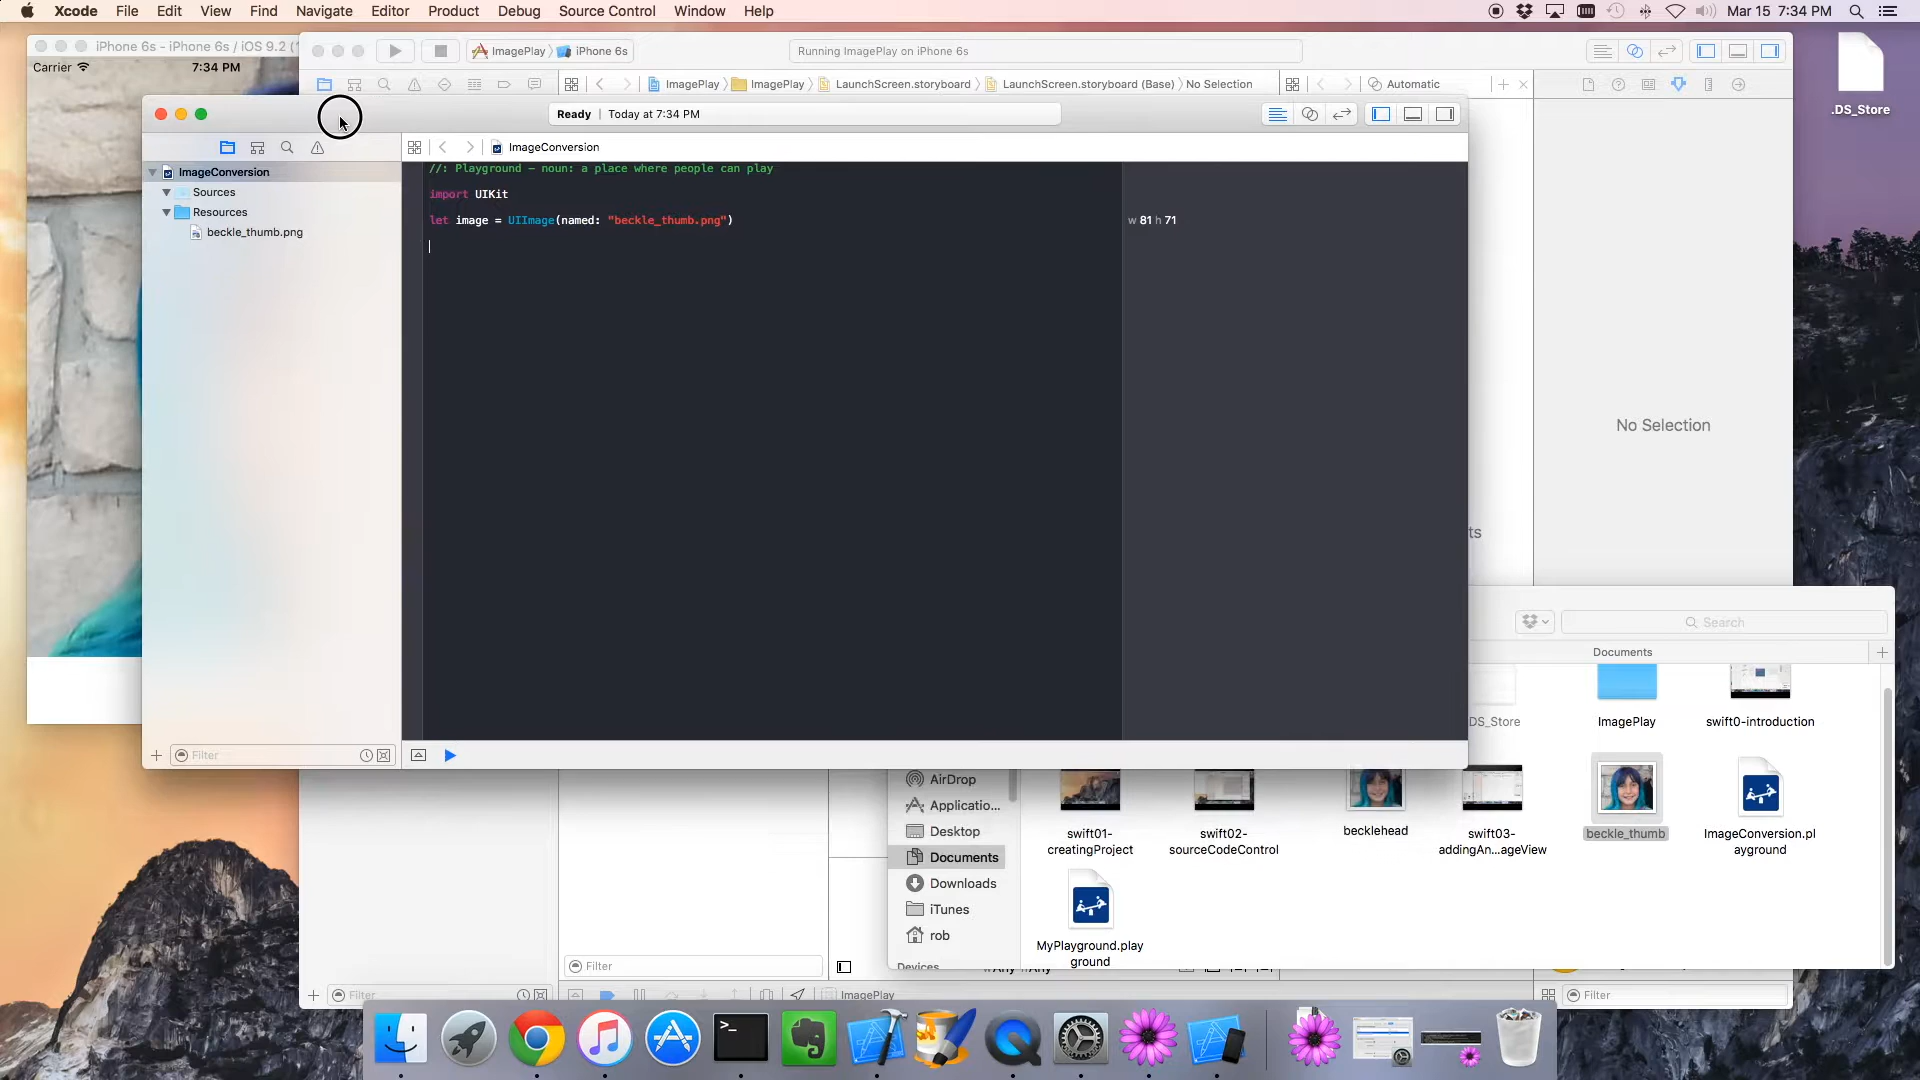 Xcode File Edit View Find Navigate Editor Product Debug Source Control Window Help
Mar 15 7:34 PM
iPhone 6s - iPhone 6s / iOS 9.2 (
Carrier 7:34 PM
ImagePlay iPhone 6s
Running ImagePlay on iPhone 6s
ImagePlay ImagePlay LaunchScreen.storyboard LaunchScreen.storyboard (Base) No Selection
Automatic
.DS_Store
Ready | Today at 7:34 PM
ImageConversion
ImageConversion
Sources
Resources
beckle_thumb.png
//: Playground – noun: a place where people can play
import UIKit
let image = UIImage(named: "beckle_thumb.png")
w 81 h 71
No Selection
ts
Filter
Search
Documents
DS_Store
ImagePlay
swift0-introduction
AirDrop
Applicatio...
Desktop
Documents
Downloads
iTunes
rob
Devices
swift01-
creatingProject
swift02-
sourceCodeControl
becklehead
swift03-
addingAn...ageView
beckle_thumb
ImageConversion.pl
ayground
MyPlayground.play
ground
Filter
Filter
ImagePlay
Filter